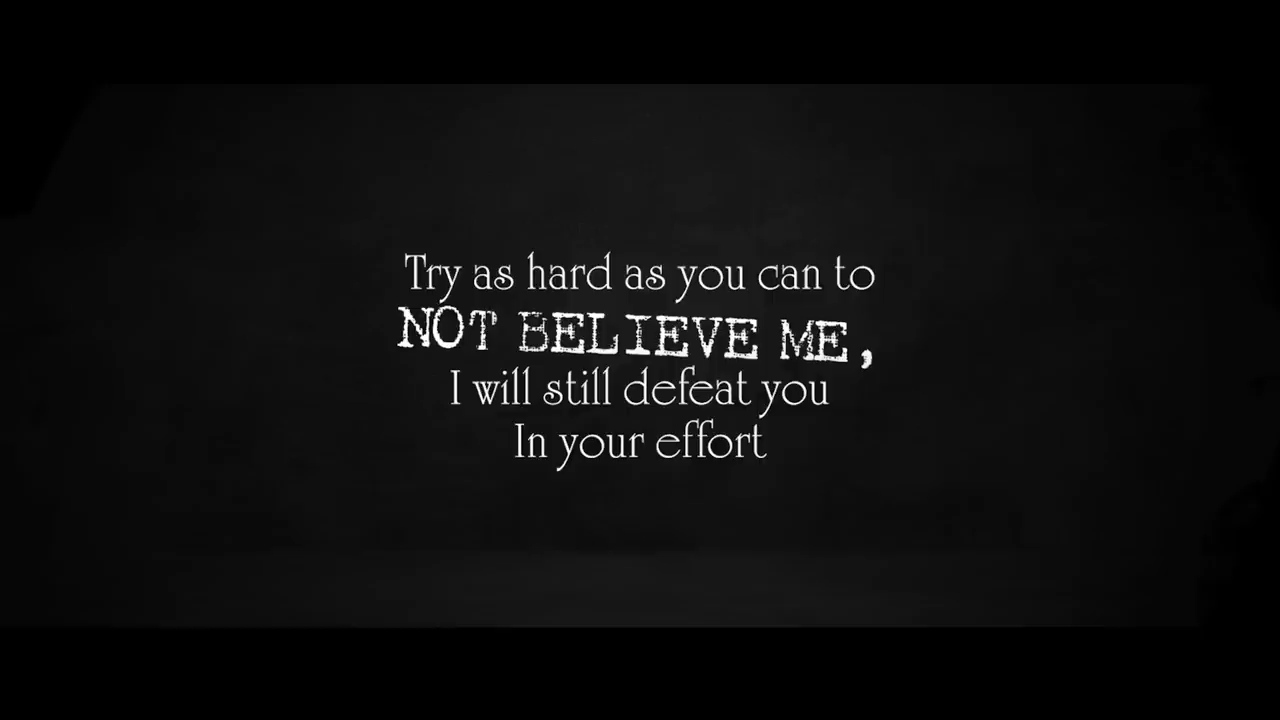 Try as hard as you can to
NOT BELIEVE ME,
I will still defeat you
In your effort